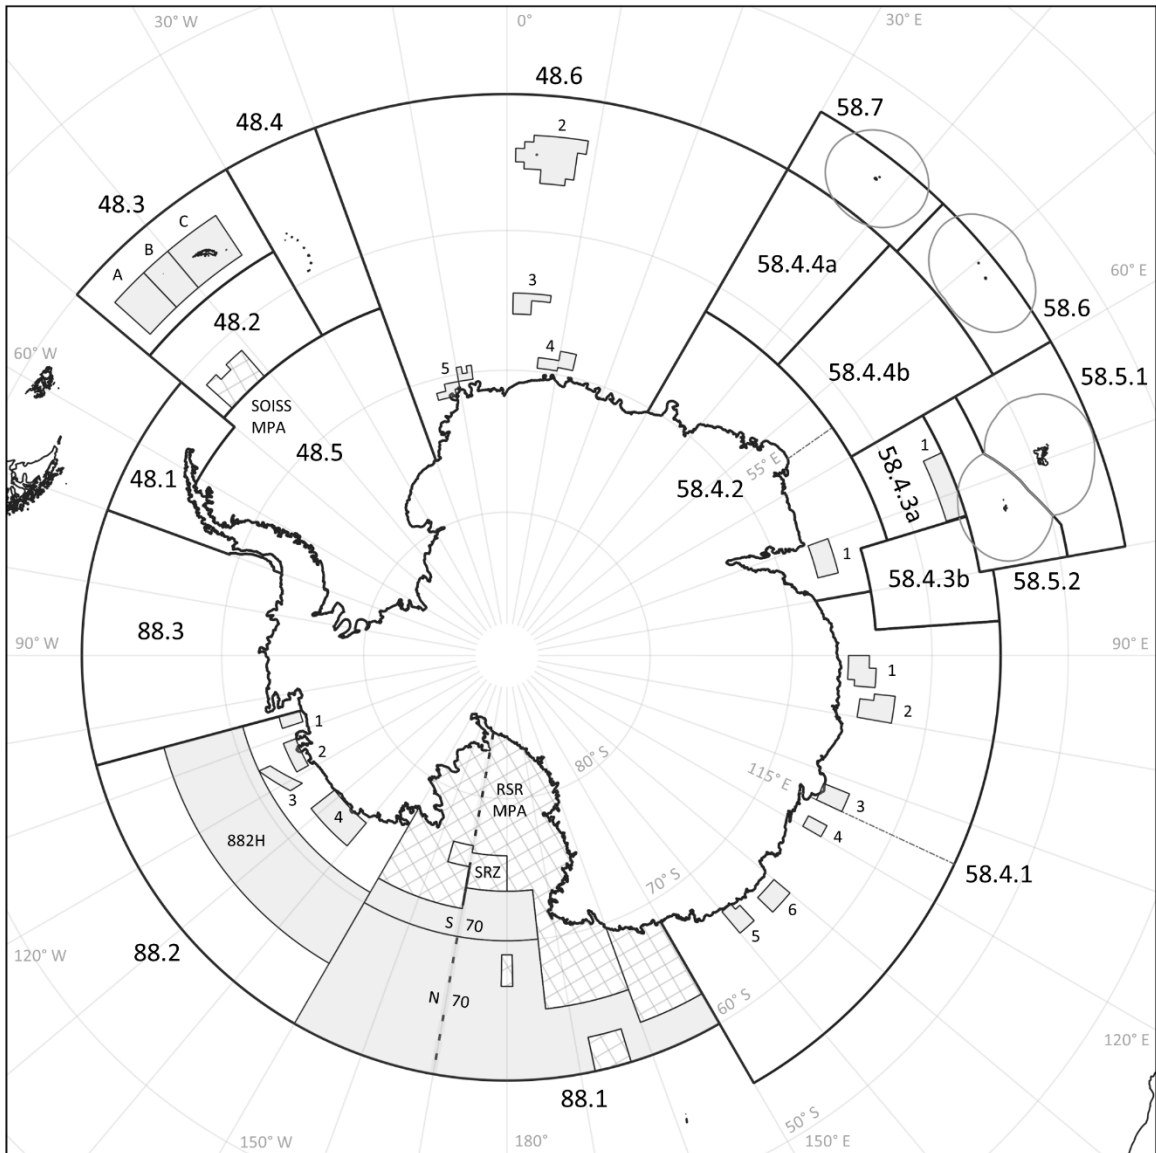 30° W
0°
30° E
48.6
58.7
48.4
2
48.3
C
B
A
58.4.4a
60° E
3
48.2
58.6
4
60° W
5
58.4.4b
58.5.1
SOISS
MPA
48.5
1
55° E
58.4.3a
48.1
58.4.2
1
58.4.3b
58.5.2
88.3
90° W
90° E
1
2
1
2
80° S
115° E
3
RSR
MPA
3
4
4
882H
SRZ
58.4.1
70° S
6
S 70
5
88.2
120° W
N 70
60° S
120° E
88.1
50° S
150° W
180°
150° E